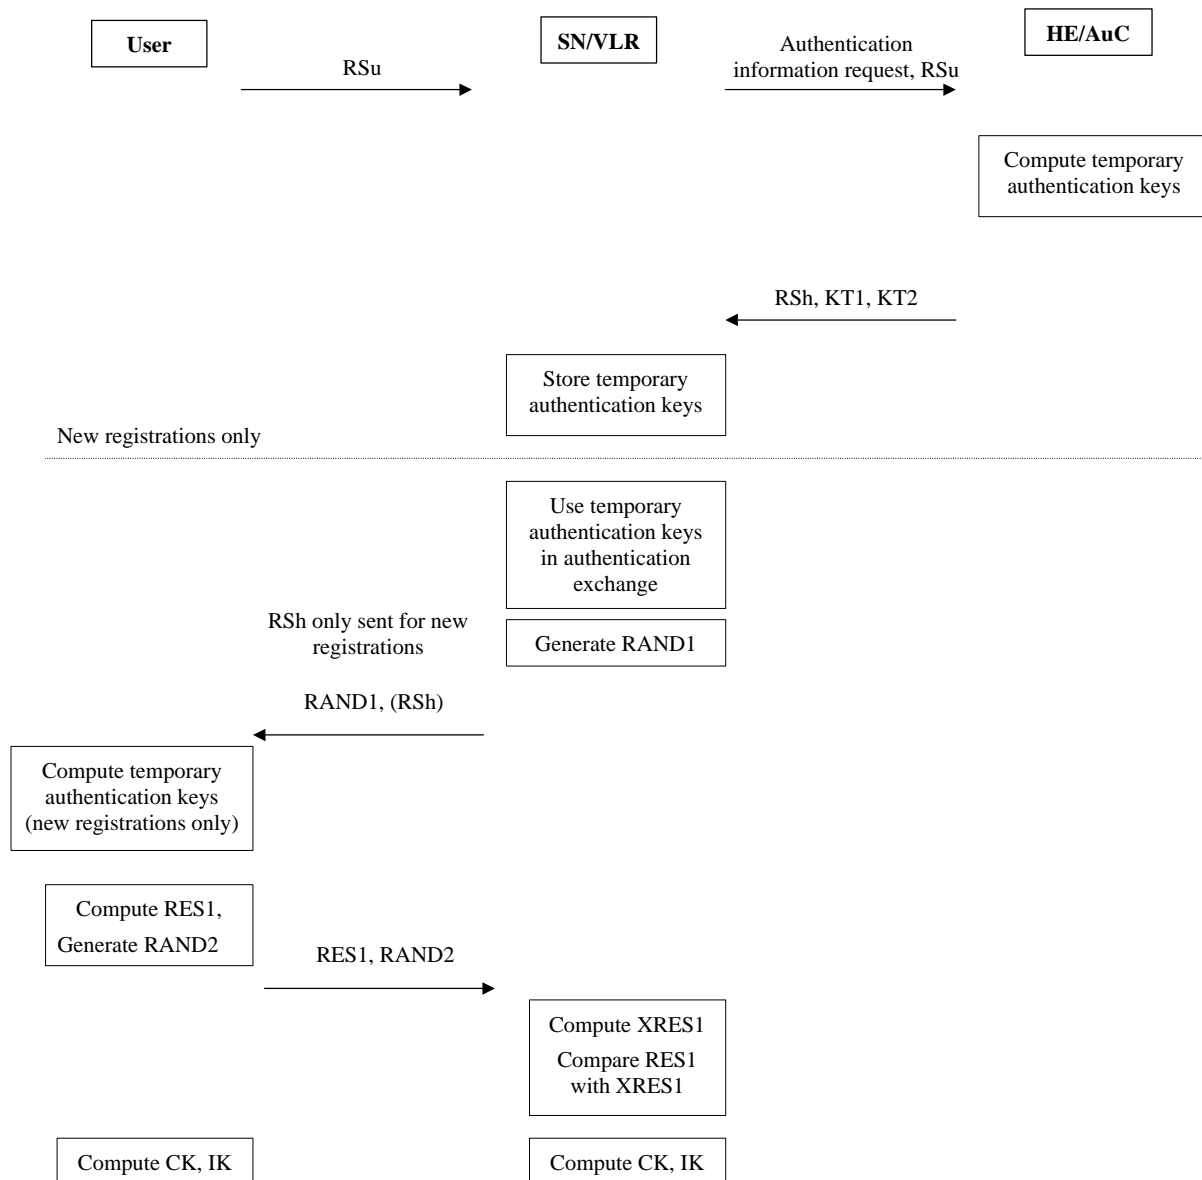 User
SN/VLR
HE/AuC
RSu
Authentication
information request, RSu
Compute temporary
authentication keys
RSh, KT1, KT2
Store temporary
authentication keys
New registrations only
Use temporary
authentication keys
in authentication
exchange
RSh only sent for new
registrations
Generate RAND1
RAND1, (RSh)
Compute temporary
authentication keys
(new registrations only)
Compute RES1,
Generate RAND2
RES1, RAND2
Compute XRES1
Compare RES1
with XRES1
Compute CK, IK
Compute CK, IK